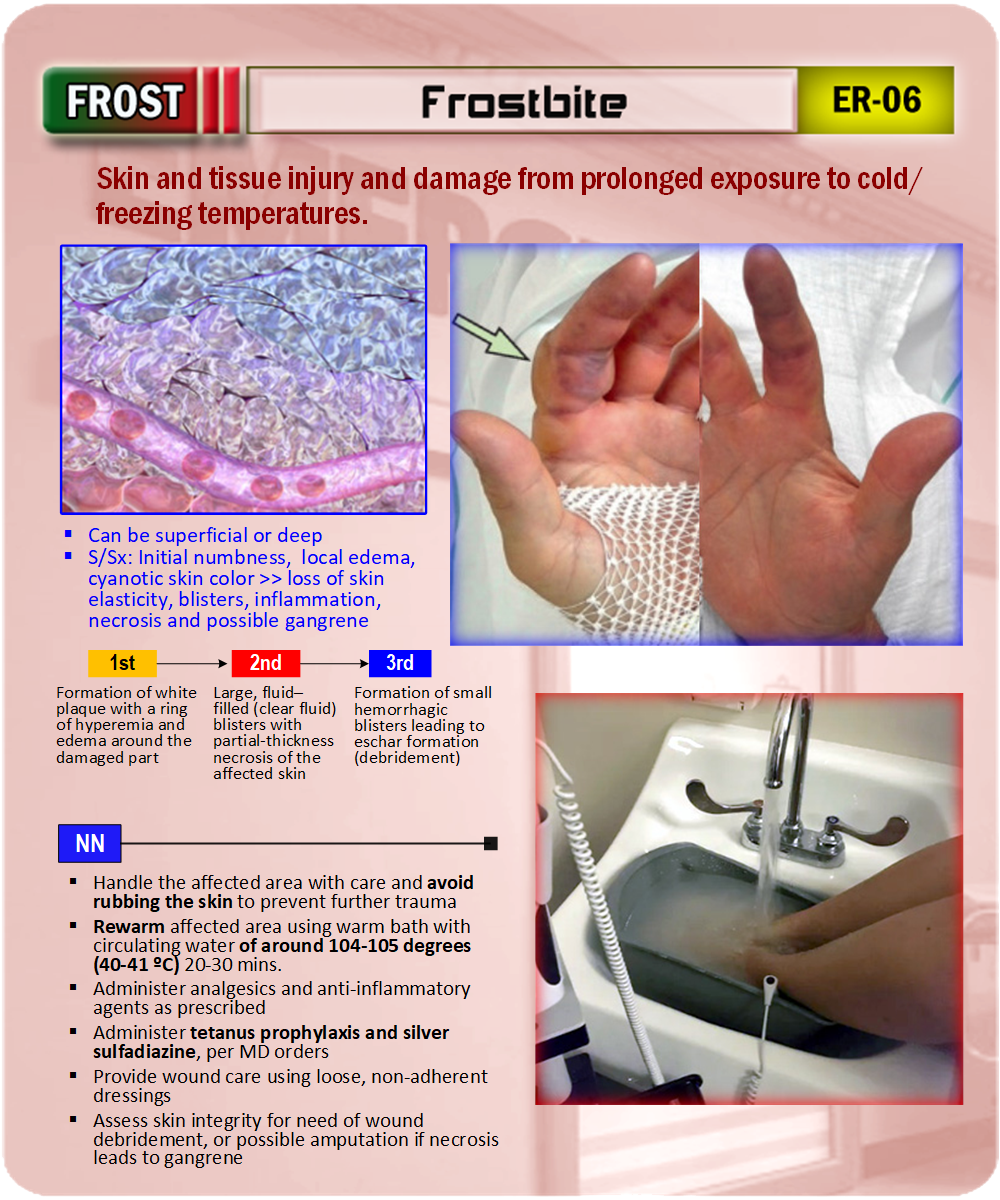 FROST
Frostbite
ER-06
Skin and tissue injury and damage from prolonged exposure to cold/
freezing temperatures.
▪ Can be superficial or deep
▪ S/Sx: Initial numbness, local edema,
cyanotic skin color >> loss of skin
elasticity, blisters, inflammation,
necrosis and possible gangrene
1st
Formation of white
plaque with a ring
of hyperemia and
edema around the
damaged part
2nd
Large, fluid–
filled (clear fluid)
blisters with
partial-thickness
necrosis of the
affected skin
3rd
Formation of small
hemorrhagic
blisters leading to
eschar formation
(debridement)
NN
▪ Handle the affected area with care and avoid
rubbing the skin to prevent further trauma
▪ Rewarm affected area using warm bath with
circulating water of around 104-105 degrees
(40-41 ºC) 20-30 mins.
▪ Administer analgesics and anti-inflammatory
agents as prescribed
▪ Administer tetanus prophylaxis and silver
sulfadiazine, per MD orders
▪ Provide wound care using loose, non-adherent
dressings
▪ Assess skin integrity for need of wound
debridement, or possible amputation if necrosis
leads to gangrene